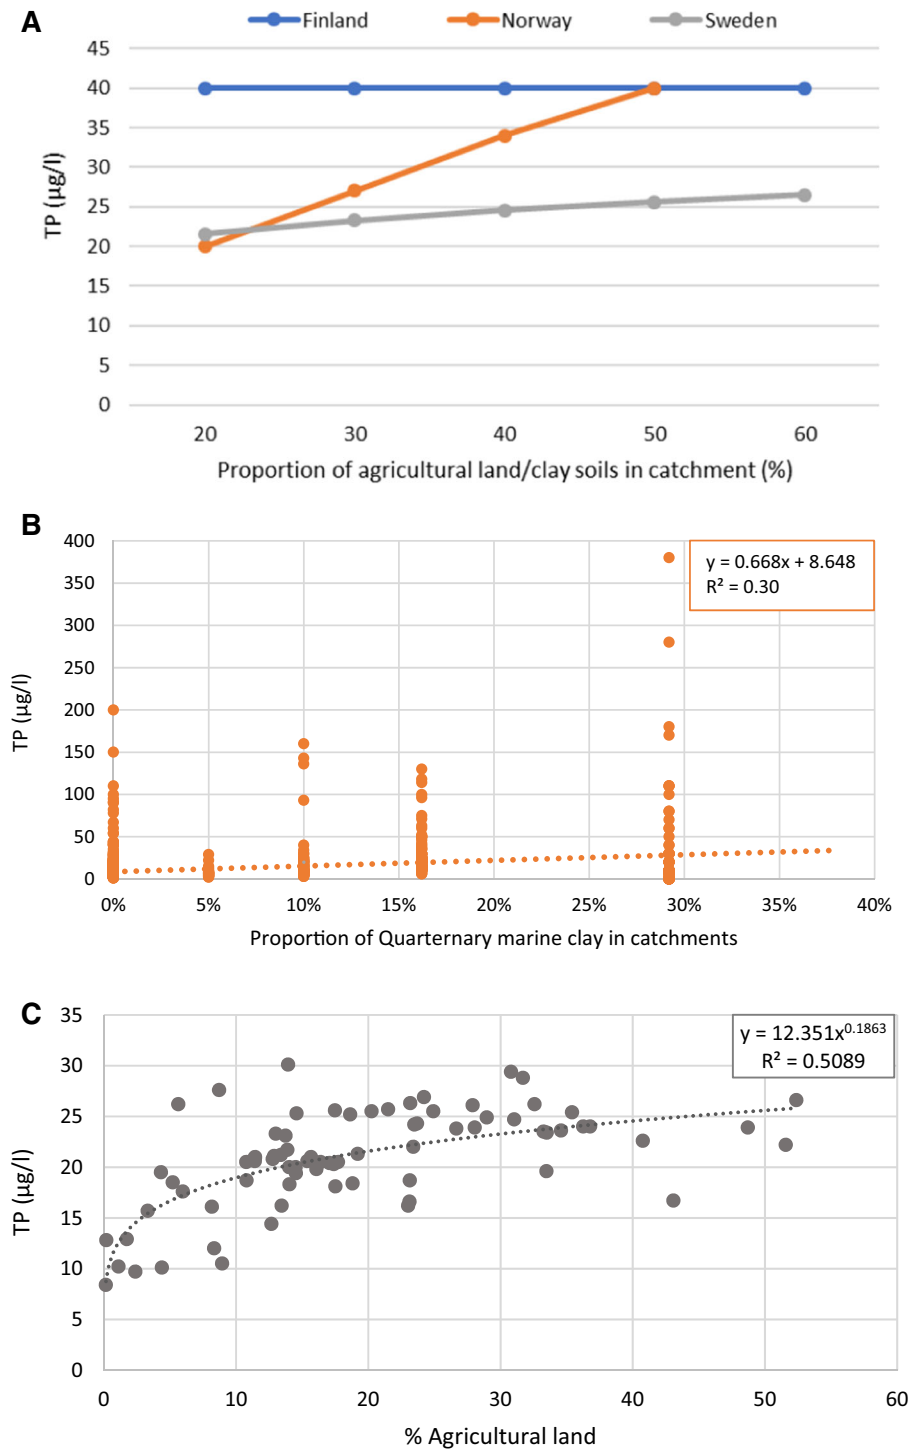 A
Finland Norway Sweden
45
40
35
30
25
20
15
10
5
0
TP (µg/l)
20 30 40 50 60
Proportion of agricultural land/clay soils in catchment (%)
B
400
350
300
250
200
150
100
50
0
TP (µg/l)
y = 0.668x + 8.648
R² = 0.30
0% 5% 10% 15% 20% 25% 30% 35% 40%
Proportion of Quarternary marine clay in catchments
C
35
30
25
20
15
10
5
0
TP (µg/l)
y = 12.351x^0.1863
R² = 0.5089
0 10 20 30 40 50 60
% Agricultural land